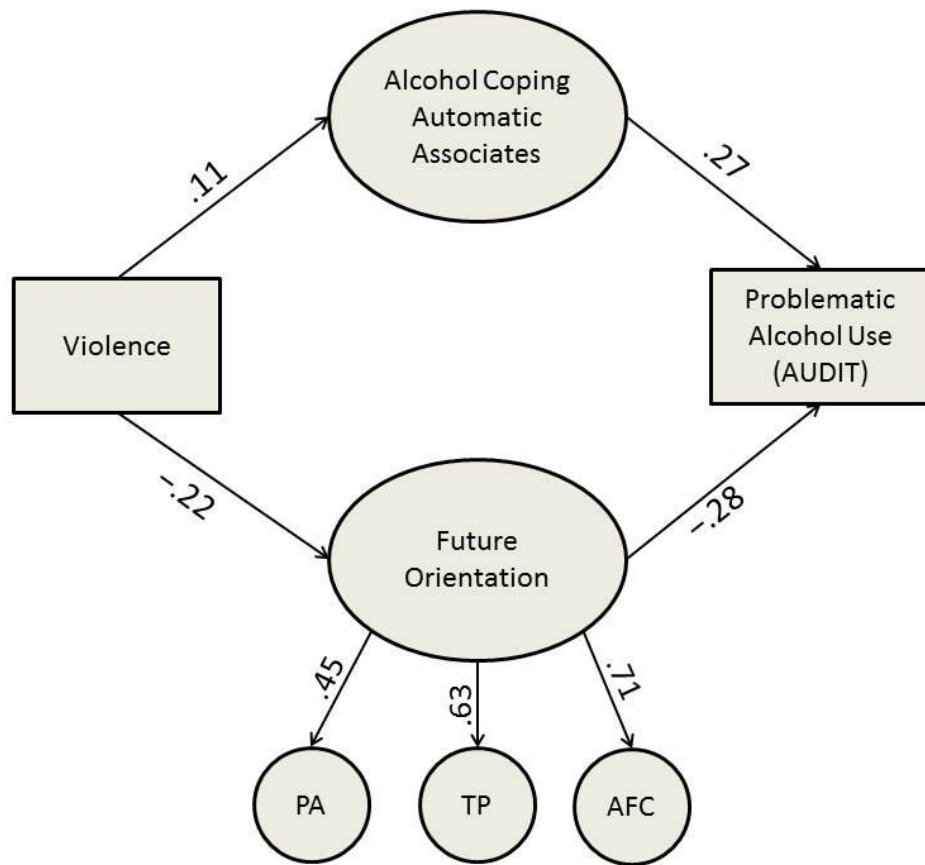 Alcohol Coping
Automatic
Associates
.11
.27
Violence
Problematic
Alcohol Use
(AUDIT)
−.22
−.28
Future
Orientation
.45
.63
.71
PA
TP
AFC